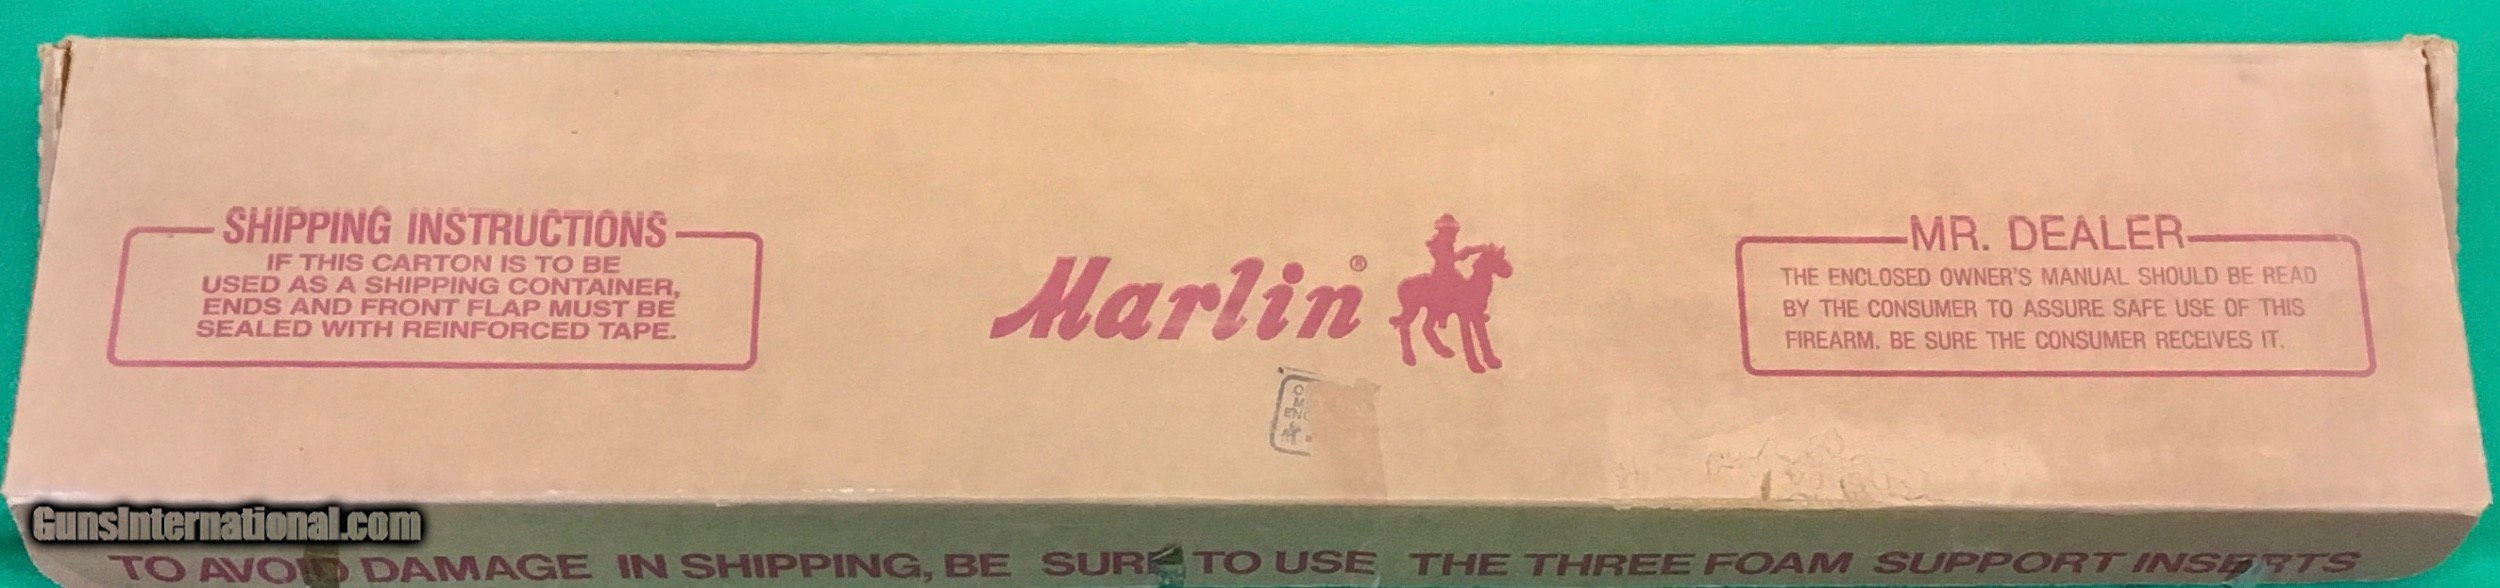 SHIPPING INSTRUCTIONS
IF THIS CARTON IS TO BE
USED AS A SHIPPING CONTAINER,
ENDS AND FRONT FLAP MUST BE
SEALED WITH REINFORCED TAPE.
Marlin®
MR. DEALER
THE ENCLOSED OWNER'S MANUAL SHOULD BE READ
BY THE CONSUMER TO ASSURE SAFE USE OF THIS
FIREARM. BE SURE THE CONSUMER RECEIVES IT.
GunsInternational.com
TO AVOID DAMAGE IN SHIPPING, BE SURE TO USE THE THREE FOAM SUPPORT INSERTS